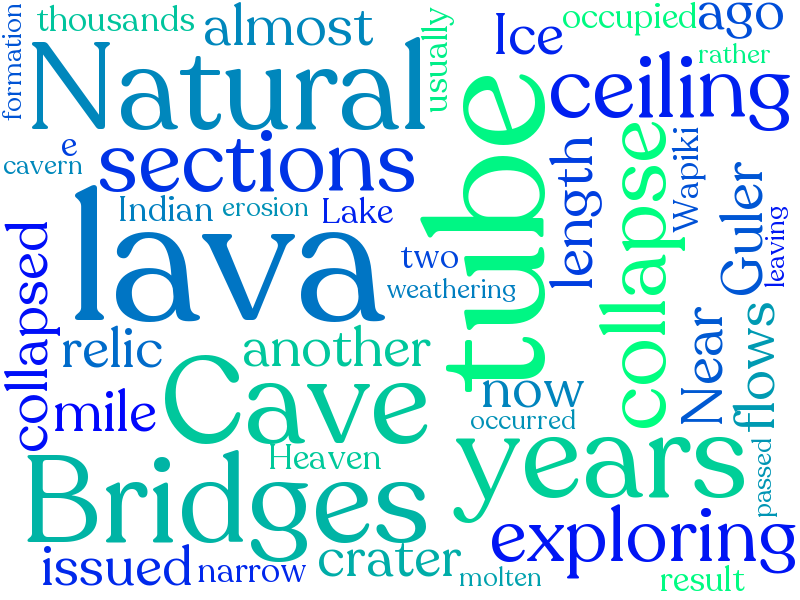 formation
thousands
almost
usually
Ice
occupied
ago
rather
Natural
tube
ceiling
e
cavern
sections
length
collapse
Wapiki
Guler
leaving
Indian
erosion
Lake
lava
two
weathering
collapsed
relic
another
now
Near
flows
mile
Cave
occurred
years
passed
Heaven
Bridges
exploring
issued
narrow
crater
molten
result